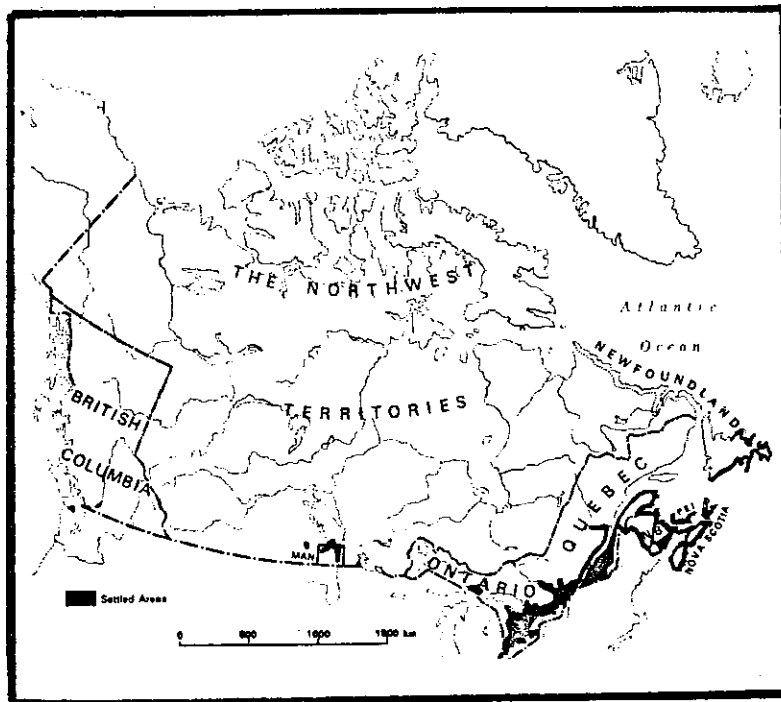 THE NORTHWEST
TERRITORIES
Atlantic
Ocean
NEWFOUNDLAND
BRITISH
COLUMBIA
MAN
ONTARIO
QUEBEC
PEI
NOVA SCOTIA
Settled Areas
0 800 1600 km